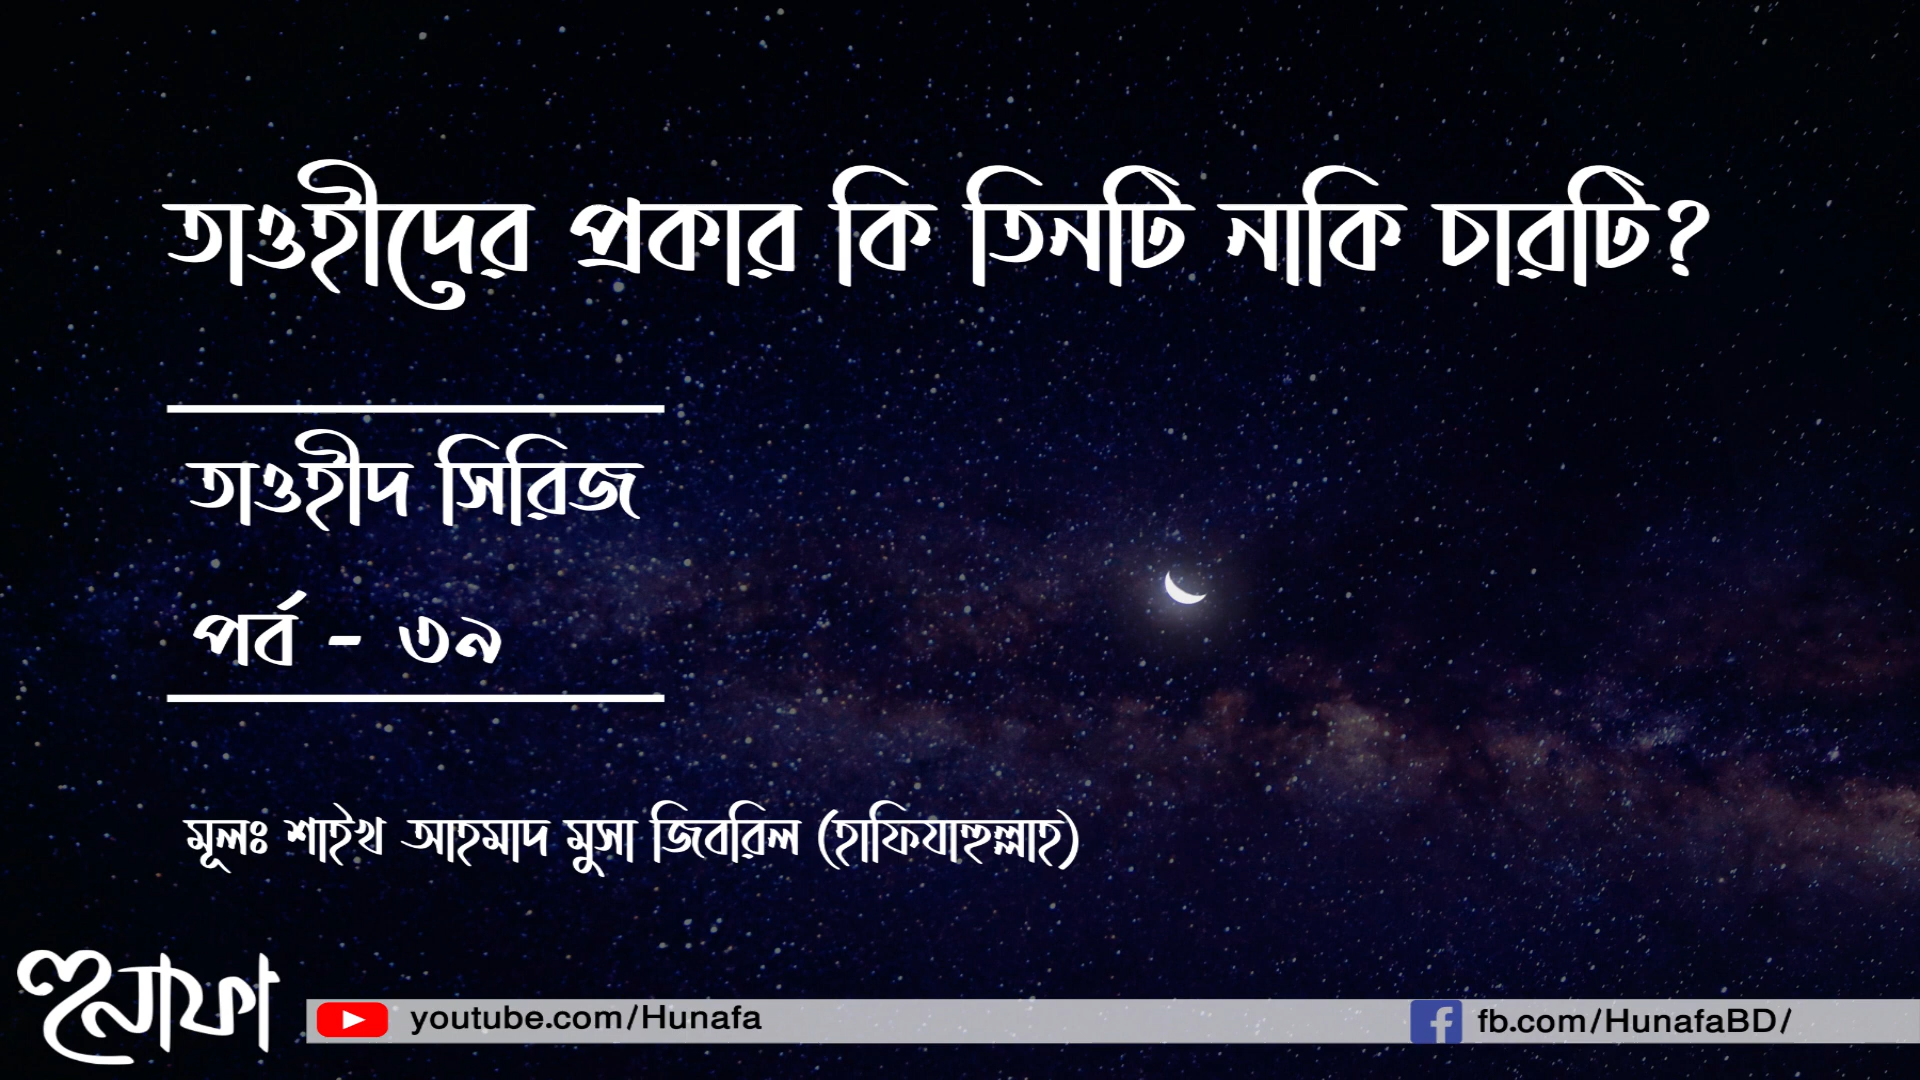 তাওহীদের প্রকার কি তিনটি নাকি চারটি?
তাওহীদ সিরিজ
পর্ব - ৩৯
মূলঃ শাইখ আহমাদ মুসা জিবরিল (হাফিযাহুল্লাহ)
হুনাফা
youtube.com/Hunafa
fb.com/HunafaBD/